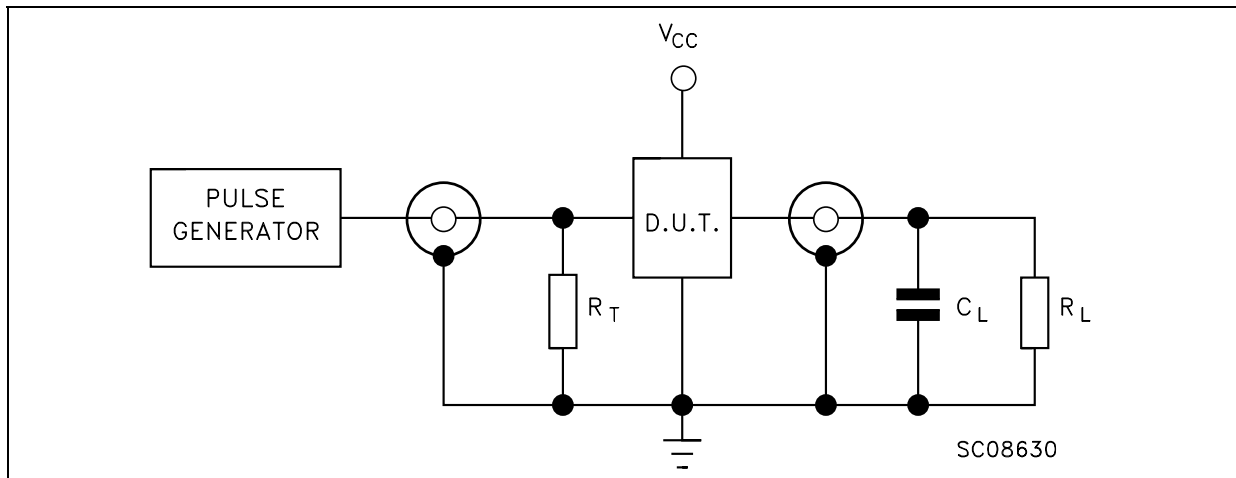 VCC
PULSE
GENERATOR
D.U.T.
RT
CL
RL
SC08630